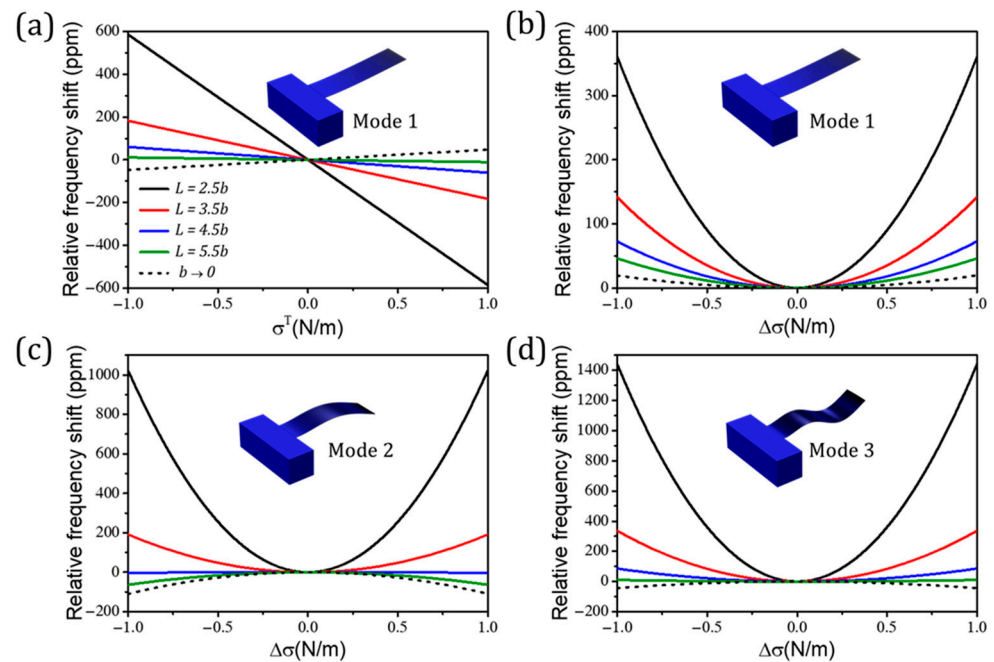 (a)
Relative frequency shift (ppm)
600
400
200
0
−200
−400
−600
Mode 1
L = 2.5b
L = 3.5b
L = 4.5b
L = 5.5b
b → 0
−1.0 −0.5 0.0 0.5 1.0
σᵀ(N/m)
(b)
Relative frequency shift (ppm)
400
300
200
100
0
Mode 1
−1.0 −0.5 0.0 0.5 1.0
Δσ(N/m)
(c)
Relative frequency shift (ppm)
1000
800
600
400
200
0
−200
Mode 2
−1.0 −0.5 0.0 0.5 1.0
Δσ(N/m)
(d)
Relative frequency shift (ppm)
1400
1200
1000
800
600
400
200
0
−200
Mode 3
−1.0 −0.5 0.0 0.5 1.0
Δσ(N/m)